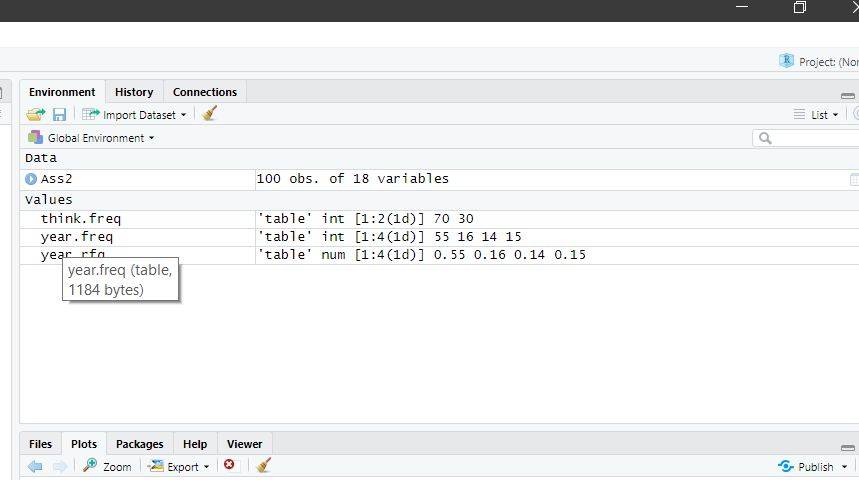 Project: (Nor
Environment History Connections
Import Dataset List
Global Environment
Data
Ass2 100 obs. of 18 variables
Values
think.freq 'table' int [1:2(1d)] 70 30
year.freq 'table' int [1:4(1d)] 55 16 14 15
year.rfq 'table' num [1:4(1d)] 0.55 0.16 0.14 0.15
year.freq (table,
1184 bytes)
Files Plots Packages Help Viewer
Zoom Export Publish